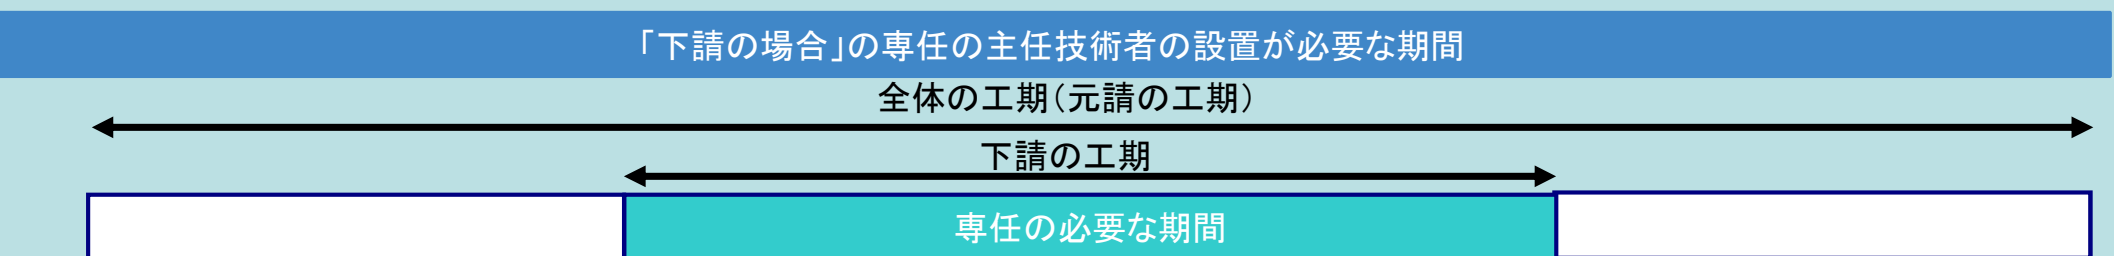 「下請の場合」の専任の主任技術者の設置が必要な期間
全体の工期（元請の工期）
下請の工期
専任の必要な期間